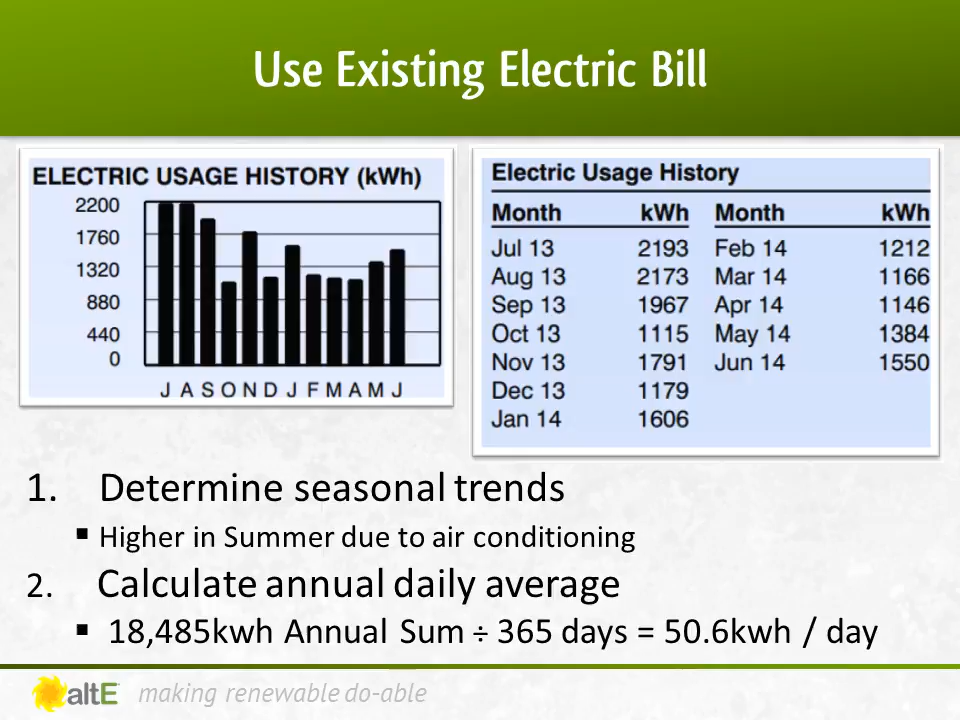 Use Existing Electric Bill
ELECTRIC USAGE HISTORY (kWh)
2200
1760
1320
880
440
0
J A S O N D J F M A M J
Electric Usage History
Month kWh Month kWh
Jul 13 2193 Feb 14 1212
Aug 13 2173 Mar 14 1166
Sep 13 1967 Apr 14 1146
Oct 13 1115 May 14 1384
Nov 13 1791 Jun 14 1550
Dec 13 1179
Jan 14 1606
1. Determine seasonal trends
▪ Higher in Summer due to air conditioning
2. Calculate annual daily average
▪ 18,485kwh Annual Sum ÷ 365 days = 50.6kwh / day
altE making renewable do-able